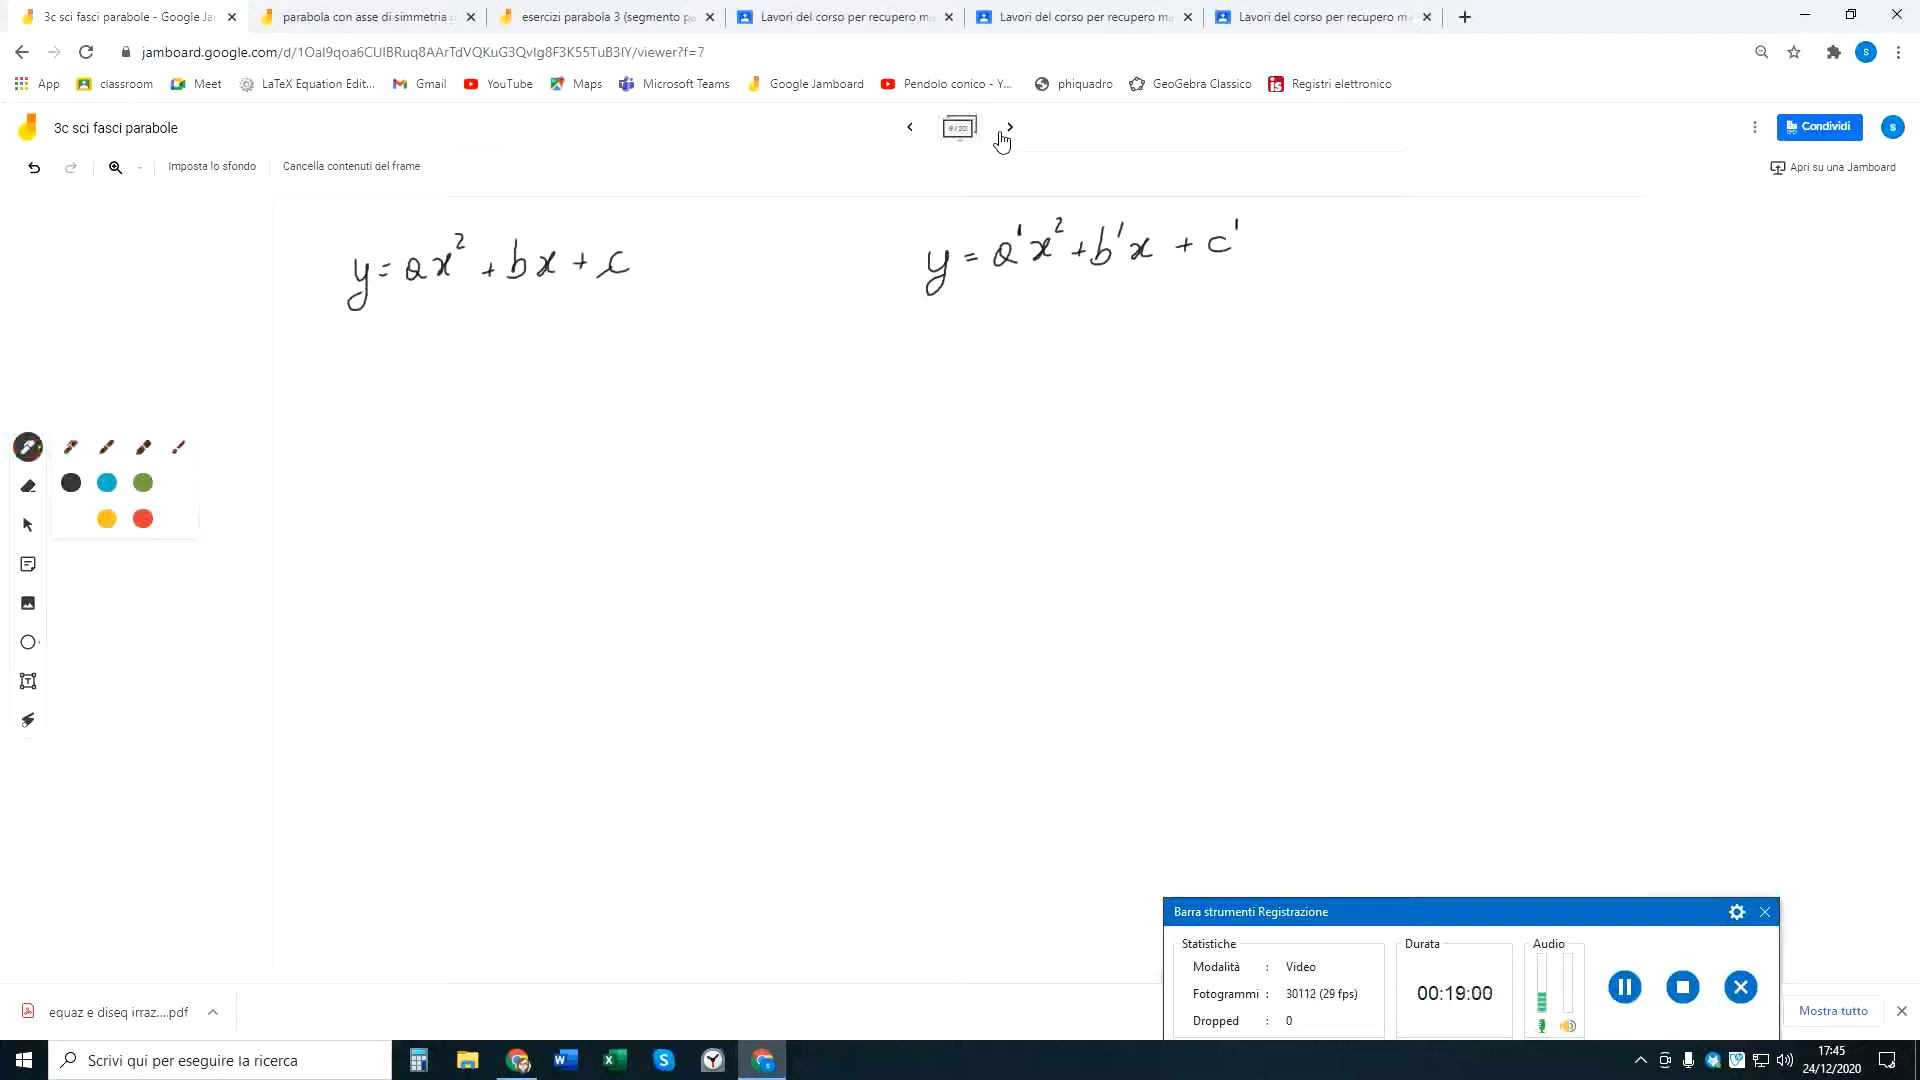 3c sci fasci parabole - Google Ja
parabola con asse di simmetria
esercizi parabola 3 (segmento p
Lavori del corso per recupero m
Lavori del corso per recupero m
Lavori del corso per recupero m
jamboard.google.com/d/1OaI9qoa6CUIBRuq8AArTdVQKuG3QvIg8F3K55TuB3IY/viewer?f=7
S
App
classroom
Meet
LaTeX Equation Edit...
Gmail
YouTube
Maps
Microsoft Teams
Google Jamboard
Pendolo conico - Y...
phiquadro
GeoGebra Classico
Registri elettronico
3c sci fasci parabole
Condividi
S
Imposta lo sfondo
Cancella contenuti del frame
Apri su una Jamboard
y = ax² + bx + c
y = a'x² + b'x + c'
Barra strumenti Registrazione
Statistiche
Modalità : Video
Fotogrammi : 30112 (29 fps)
Dropped : 0
Durata
00:19:00
Audio
equaz e diseq irraz....pdf
Mostra tutto
Scrivi qui per eseguire la ricerca
17:45
24/12/2020